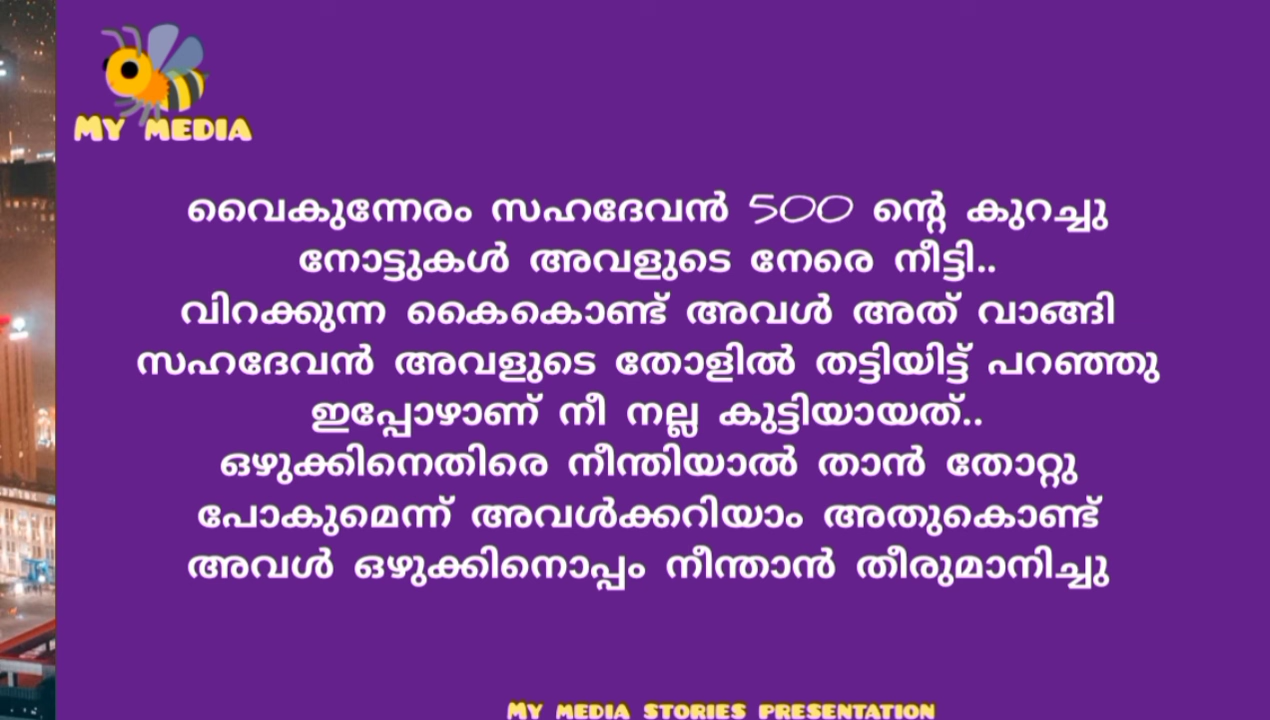 My media
വൈകുന്നേരം സഹദേവൻ 500 ന്റെ കുറച്ചു
നോട്ടുകൾ അവളുടെ നേരെ നീട്ടി..
വിറക്കുന്ന കൈകൊണ്ട് അവൾ അത് വാങ്ങി
സഹദേവൻ അവളുടെ തോളിൽ തട്ടിയിട്ട് പറഞ്ഞു
ഇപ്പോഴാണ് നീ നല്ല കുട്ടിയായത്..
ഒഴുക്കിനെതിരെ നീന്തിയാൽ താൻ തോറ്റു
പോകുമെന്ന് അവൾക്കറിയാം അതുകൊണ്ട്
അവൾ ഒഴുക്കിനൊപ്പം നീന്താൻ തീരുമാനിച്ചു
My media stories presentation